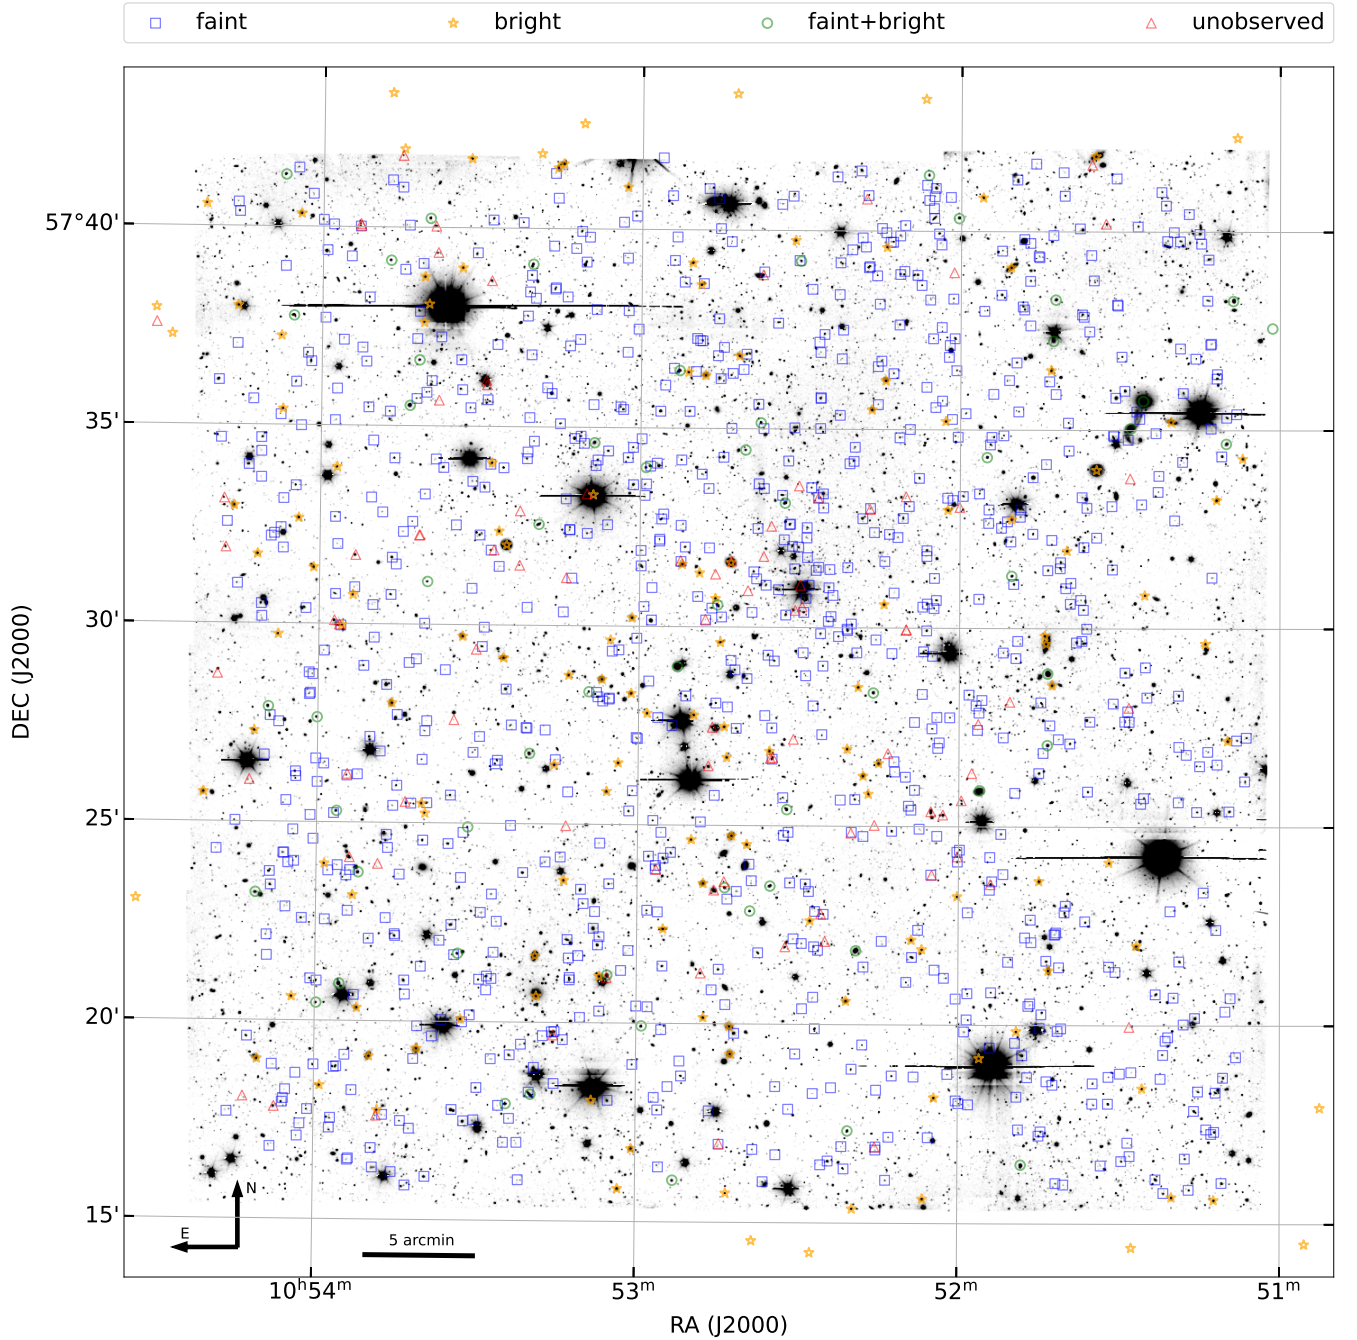 faint bright faint+bright unobserved
57°40'
35'
30'
25'
20'
15'
DEC (J2000)
N
E
5 arcmin
10ʰ54ᵐ 53ᵐ 52ᵐ 51ᵐ
RA (J2000)